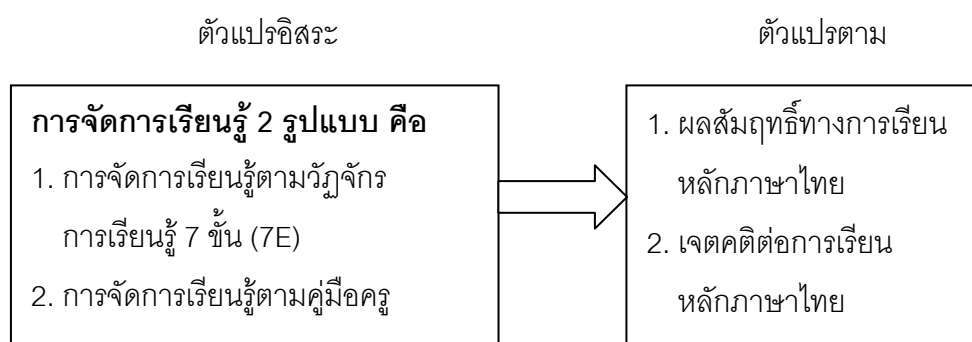 ตัวแปรอิสระ
ตัวแปรตาม
การจัดการเรียนรู้ 2 รูปแบบ คือ
1. การจัดการเรียนรู้ตามวัฏจักร
การเรียนรู้ 7 ขั้น (7E)
2. การจัดการเรียนรู้ตามคู่มือครู
1. ผลสัมฤทธิ์ทางการเรียน
หลักภาษาไทย
2. เจตคติต่อการเรียน
หลักภาษาไทย